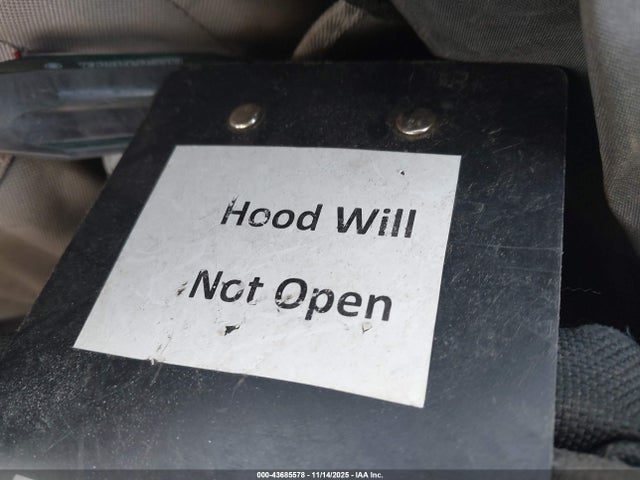 Hood Will
Not Open
000-43685578 - 11/14/2025 - IAA Inc.